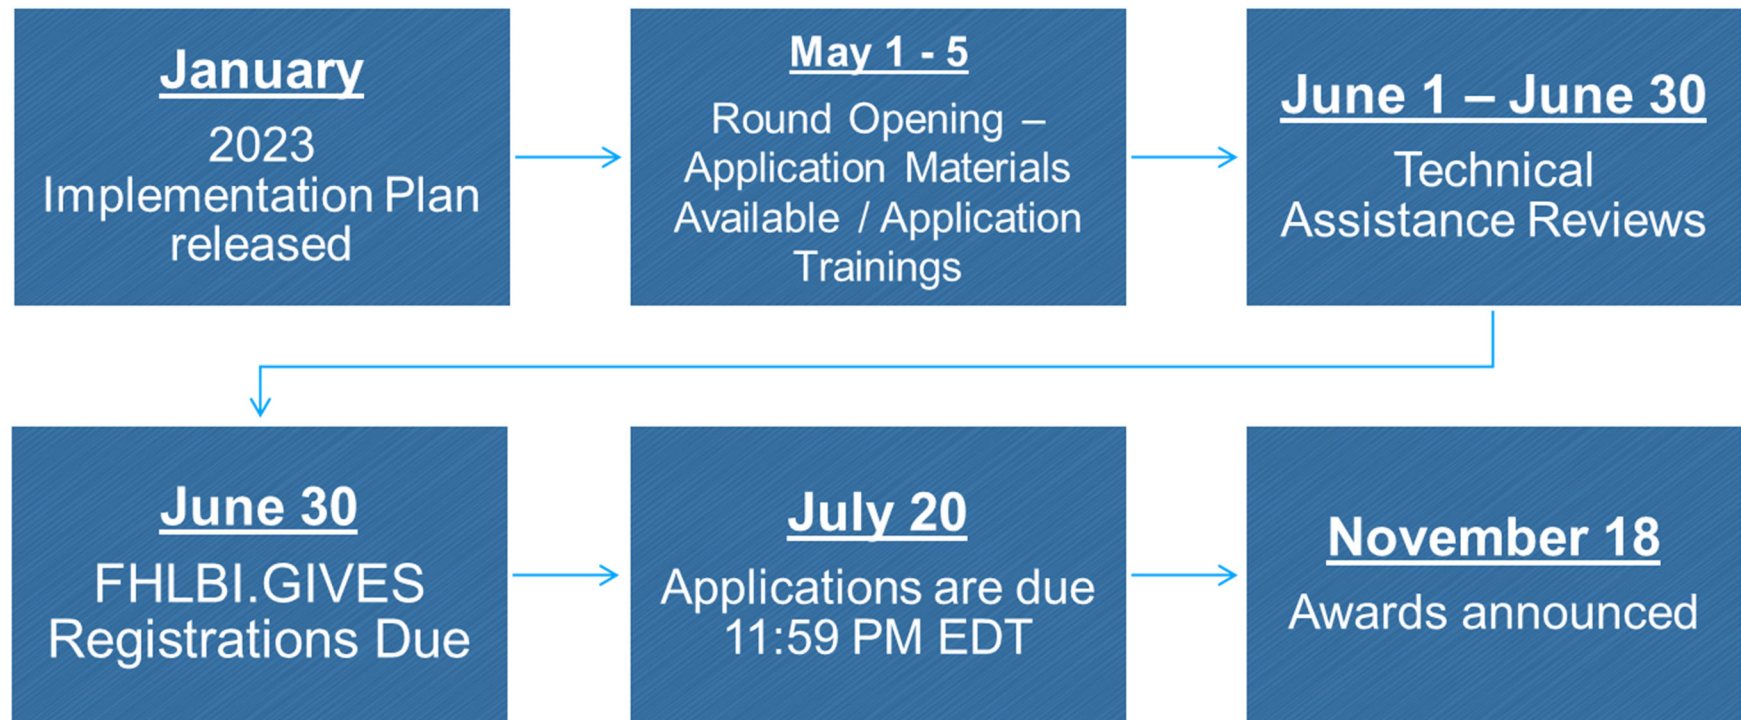 January
2023
Implementation Plan
released
May 1 - 5
Round Opening –
Application Materials
Available / Application
Trainings
June 1 – June 30
Technical
Assistance Reviews
June 30
FHLBI.GIVES
Registrations Due
July 20
Applications are due
11:59 PM EDT
November 18
Awards announced